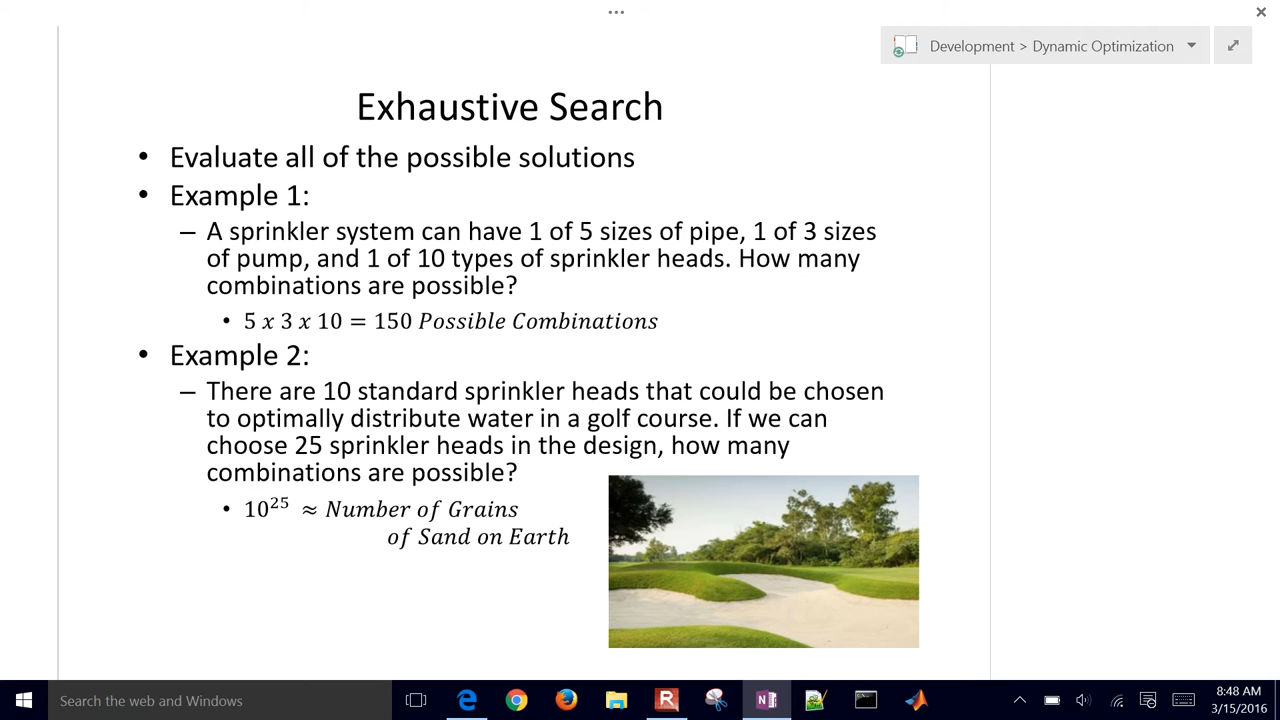 Development > Dynamic Optimization
Exhaustive Search
• Evaluate all of the possible solutions
• Example 1:
– A sprinkler system can have 1 of 5 sizes of pipe, 1 of 3 sizes
of pump, and 1 of 10 types of sprinkler heads. How many
combinations are possible?
• 5 x 3 x 10 = 150 Possible Combinations
• Example 2:
– There are 10 standard sprinkler heads that could be chosen
to optimally distribute water in a golf course. If we can
choose 25 sprinkler heads in the design, how many
combinations are possible?
• 10²⁵ ≈ Number of Grains
of Sand on Earth
Search the web and Windows
8:48 AM
3/15/2016